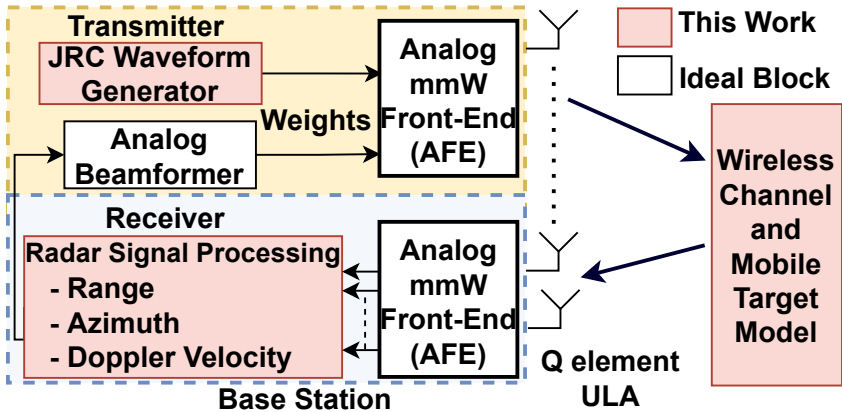 Transmitter
JRC Waveform
Generator
Analog
Beamformer
Weights
Analog
mmW
Front-End
(AFE)
This Work
Ideal Block
Wireless
Channel
and
Mobile
Target
Model
Receiver
Radar Signal Processing
- Range
- Azimuth
- Doppler Velocity
Analog
mmW
Front-End
(AFE)
Q element
ULA
Base Station